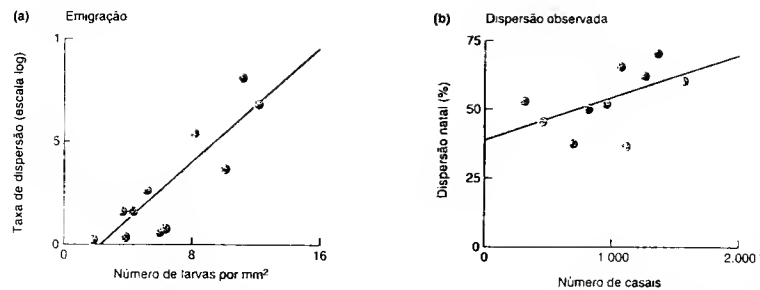 (a) Emigração
1
Taxa de dispersão (escala log)
5
0
0
8
16
Número de larvas por mm²
(b) Dispersão observada
75
Dispersão natal (%)
50
25
0
0
1 000
2.000
Número de casais